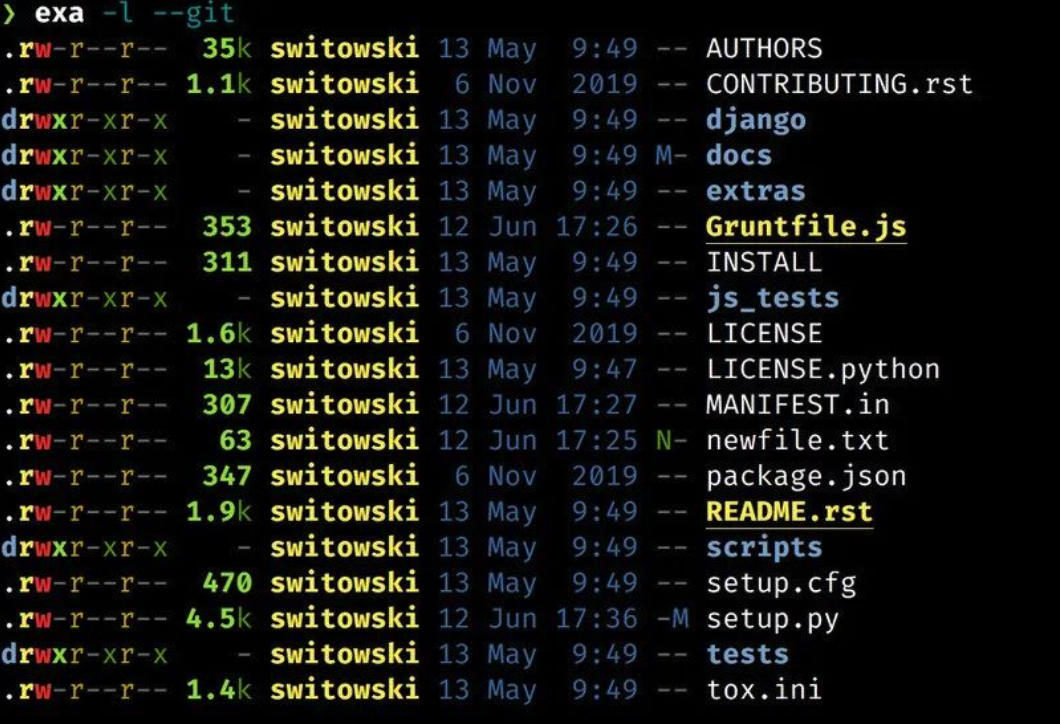 ❯ exa -l --git
.rw-r--r-- 35k switowski 13 May 9:49 -- AUTHORS
.rw-r--r-- 1.1k switowski 6 Nov 2019 -- CONTRIBUTING.rst
drwxr-xr-x - switowski 13 May 9:49 -- django
drwxr-xr-x - switowski 13 May 9:49 M- docs
drwxr-xr-x - switowski 13 May 9:49 -- extras
.rw-r--r-- 353 switowski 12 Jun 17:26 -- Gruntfile.js
.rw-r--r-- 311 switowski 13 May 9:49 -- INSTALL
drwxr-xr-x - switowski 13 May 9:49 -- js_tests
.rw-r--r-- 1.6k switowski 6 Nov 2019 -- LICENSE
.rw-r--r-- 13k switowski 13 May 9:47 -- LICENSE.python
.rw-r--r-- 307 switowski 12 Jun 17:27 -- MANIFEST.in
.rw-r--r-- 63 switowski 12 Jun 17:25 N- newfile.txt
.rw-r--r-- 347 switowski 6 Nov 2019 -- package.json
.rw-r--r-- 1.9k switowski 13 May 9:49 -- README.rst
drwxr-xr-x - switowski 13 May 9:49 -- scripts
.rw-r--r-- 470 switowski 13 May 9:49 -- setup.cfg
.rw-r--r-- 4.5k switowski 12 Jun 17:36 -M setup.py
drwxr-xr-x - switowski 13 May 9:49 -- tests
.rw-r--r-- 1.4k switowski 13 May 9:49 -- tox.ini